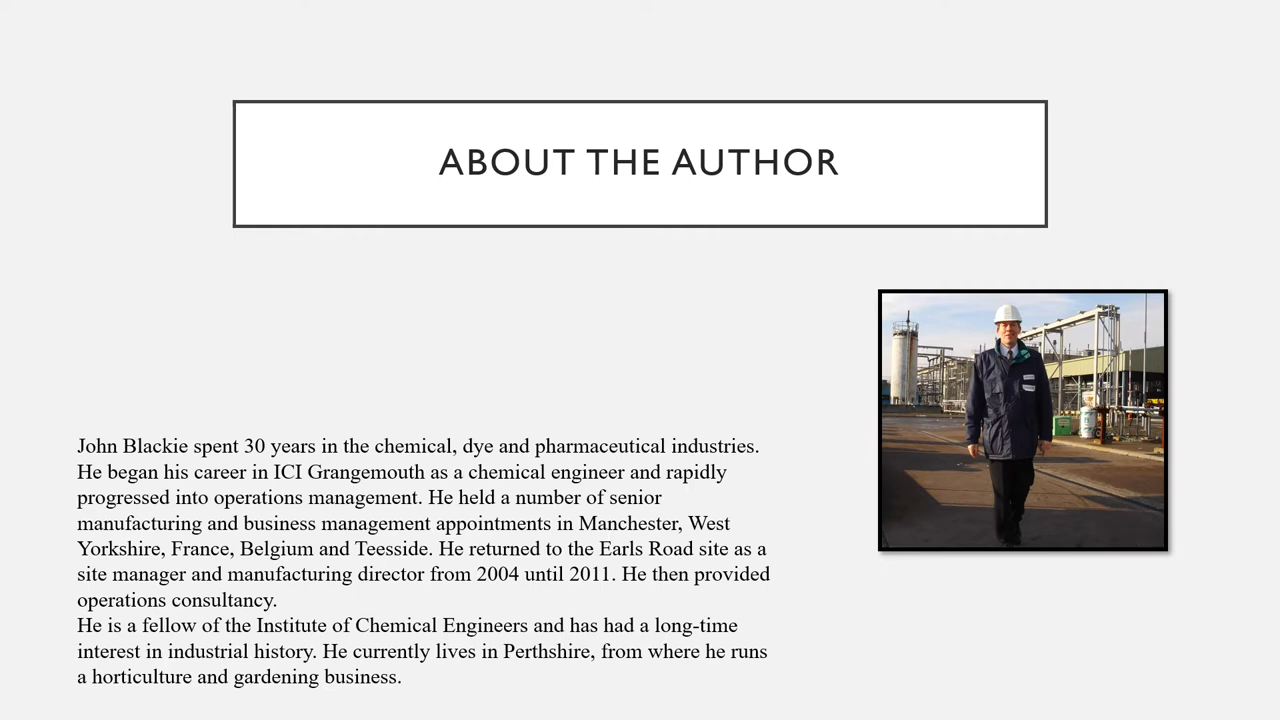 ABOUT THE AUTHOR
John Blackie spent 30 years in the chemical, dye and pharmaceutical industries.
He began his career in ICI Grangemouth as a chemical engineer and rapidly
progressed into operations management. He held a number of senior
manufacturing and business management appointments in Manchester, West
Yorkshire, France, Belgium and Teesside. He returned to the Earls Road site as a
site manager and manufacturing director from 2004 until 2011. He then provided
operations consultancy.
He is a fellow of the Institute of Chemical Engineers and has had a long-time
interest in industrial history. He currently lives in Perthshire, from where he runs
a horticulture and gardening business.